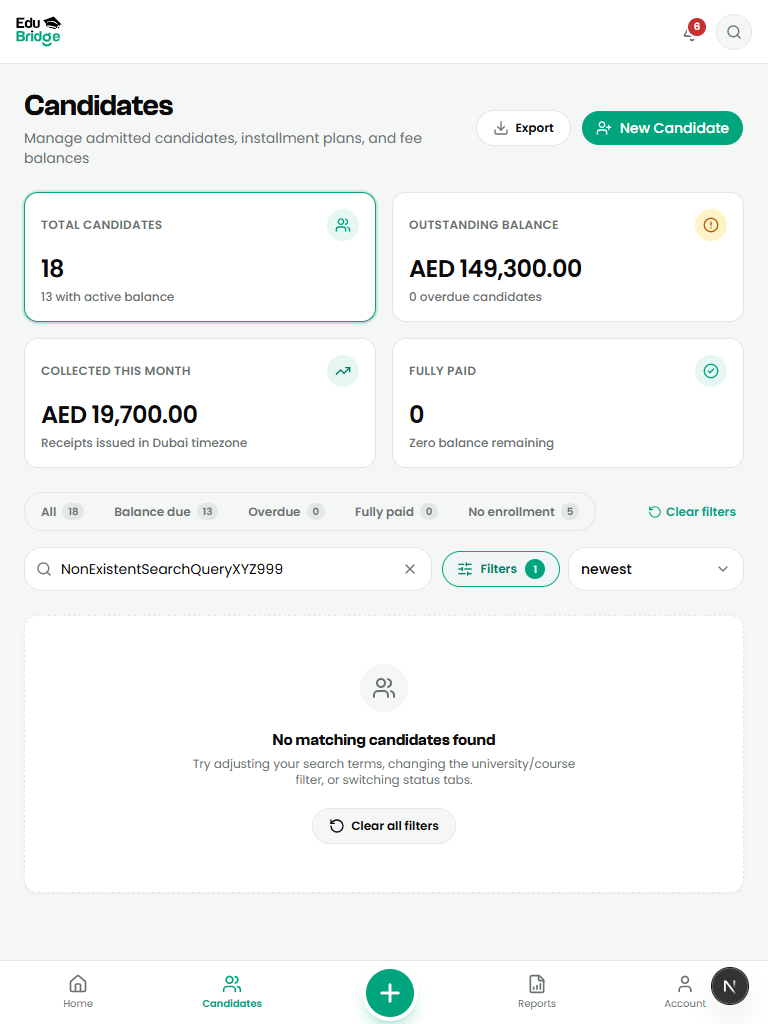 Edu
Bridge
6
Candidates
Manage admitted candidates, installment plans, and fee
balances
Export
New Candidate
TOTAL CANDIDATES
18
13 with active balance
OUTSTANDING BALANCE
AED 149,300.00
0 overdue candidates
COLLECTED THIS MONTH
AED 19,700.00
Receipts issued in Dubai timezone
FULLY PAID
0
Zero balance remaining
All 18 Balance due 13 Overdue 0 Fully paid 0 No enrollment 5 Clear filters
NonExistentSearchQueryXYZ999 Filters 1 newest
No matching candidates found
Try adjusting your search terms, changing the university/course
filter, or switching status tabs.
Clear all filters
Home Candidates Reports Account N